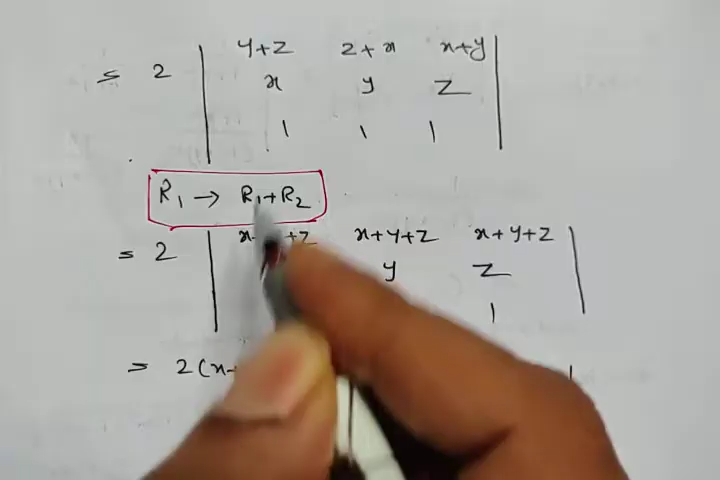 y+z z+x x+y
= 2 x y z
1 1 1
R1 → R1+R2
= 2 x+y+z x+y+z
y z
1
= 2(x+